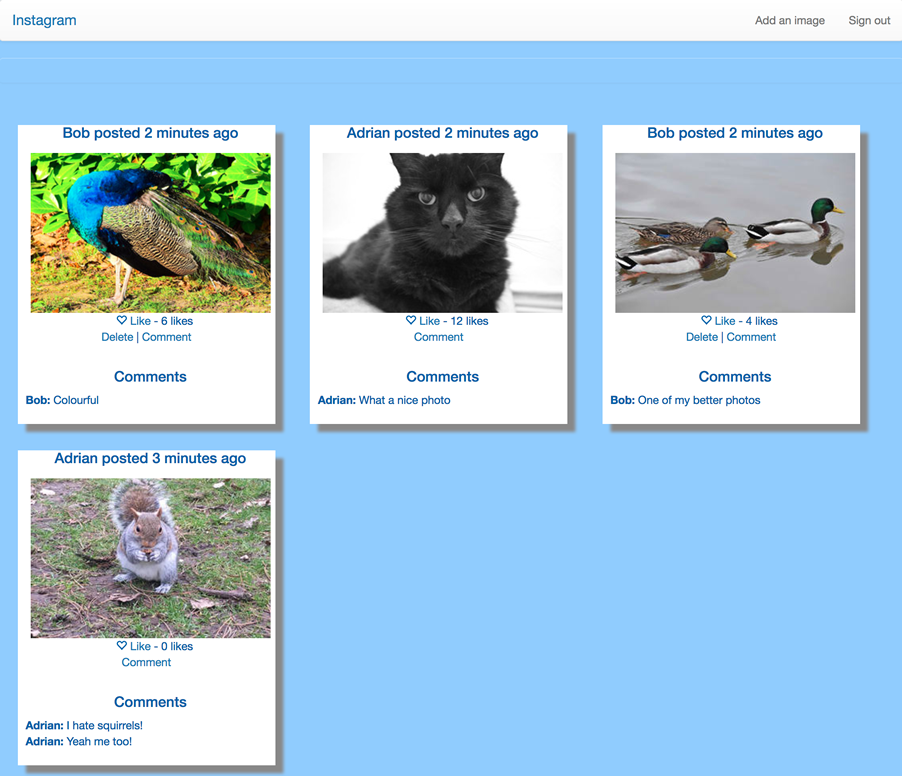 Instagram
Add an image Sign out
Bob posted 2 minutes ago
Like - 6 likes
Delete | Comment
Comments
Bob: Colourful
Adrian posted 2 minutes ago
Like - 12 likes
Comment
Comments
Adrian: What a nice photo
Bob posted 2 minutes ago
Like - 4 likes
Delete | Comment
Comments
Bob: One of my better photos
Adrian posted 3 minutes ago
Like - 0 likes
Comment
Comments
Adrian: I hate squirrels!
Adrian: Yeah me too!